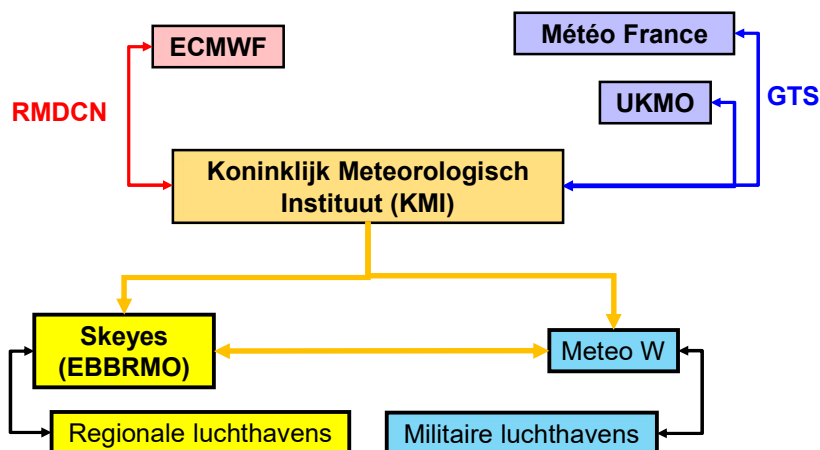 ECMWF
Météo France
RMDCN
UKMO
GTS
Koninklijk Meteorologisch
Instituut (KMI)
Skeyes
(EBBRMO)
Meteo W
Regionale luchthavens
Militaire luchthavens